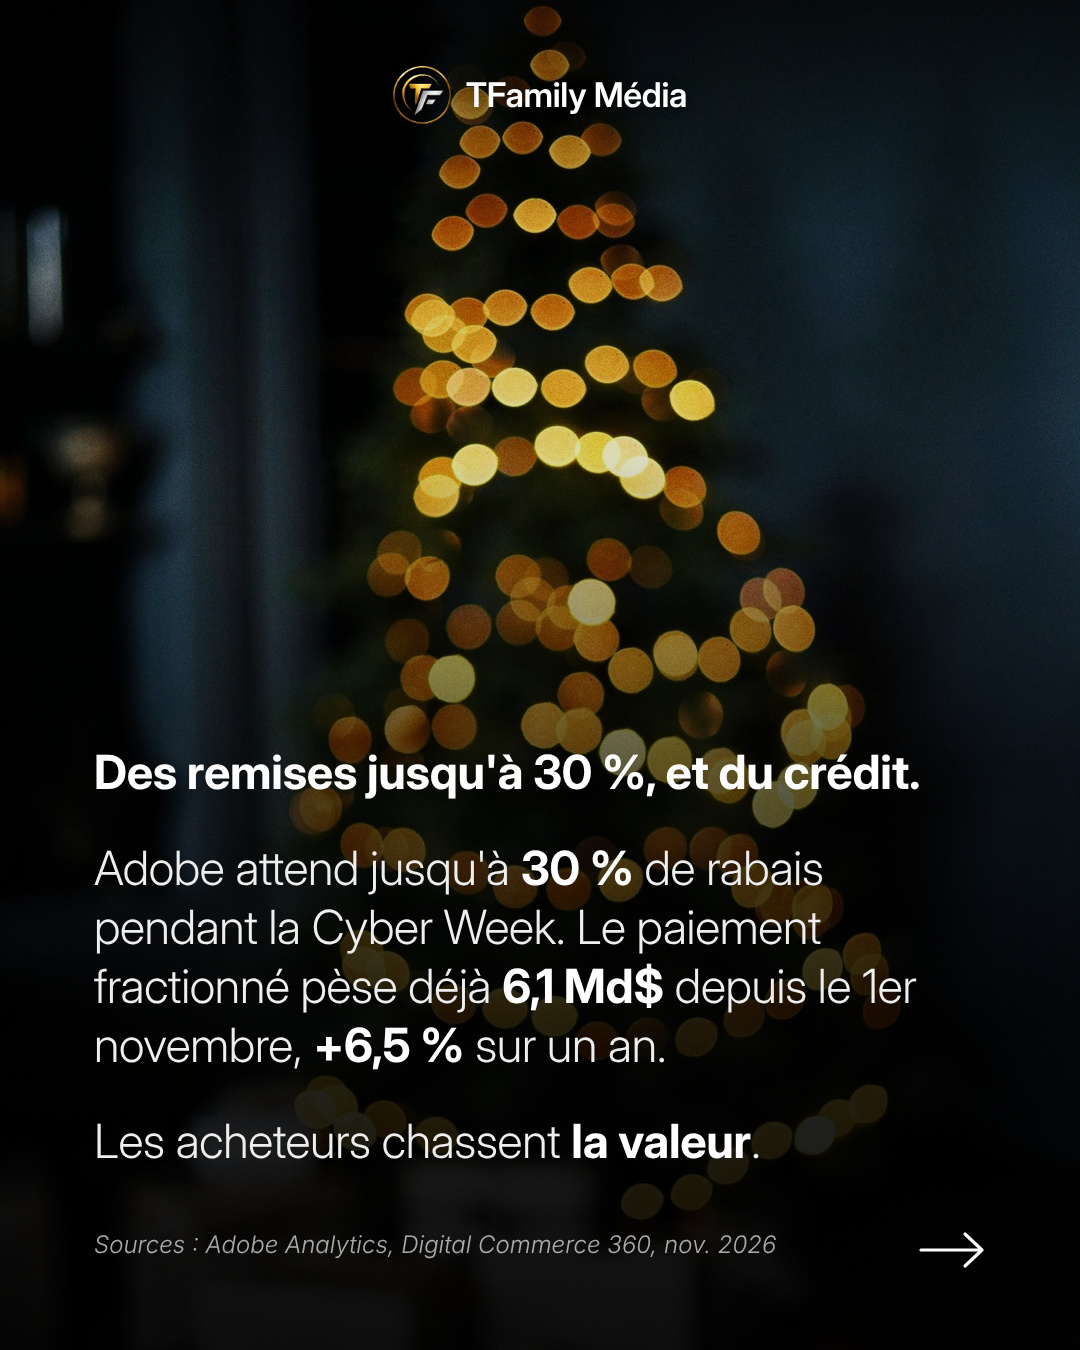 TF TFamily Média
Des remises jusqu'à 30 %, et du crédit.
Adobe attend jusqu'à 30 % de rabais
pendant la Cyber Week. Le paiement
fractionné pèse déjà 6,1 Md$ depuis le 1er
novembre, +6,5 % sur un an.
Les acheteurs chassent la valeur.
Sources : Adobe Analytics, Digital Commerce 360, nov. 2026